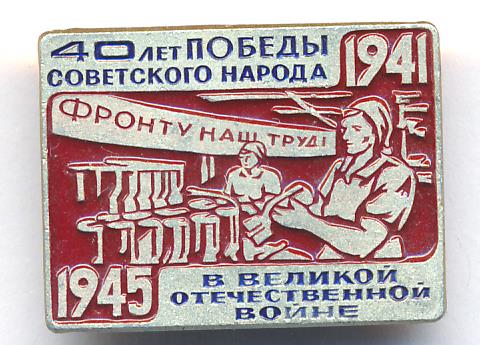 40 ЛЕТ ПОБЕДЫ
СОВЕТСКОГО НАРОДА
1941
ФРОНТУ НАШ ТРУД!
1945
В ВЕЛИКОЙ
ОТЕЧЕСТВЕННОЙ
ВОЙНЕ